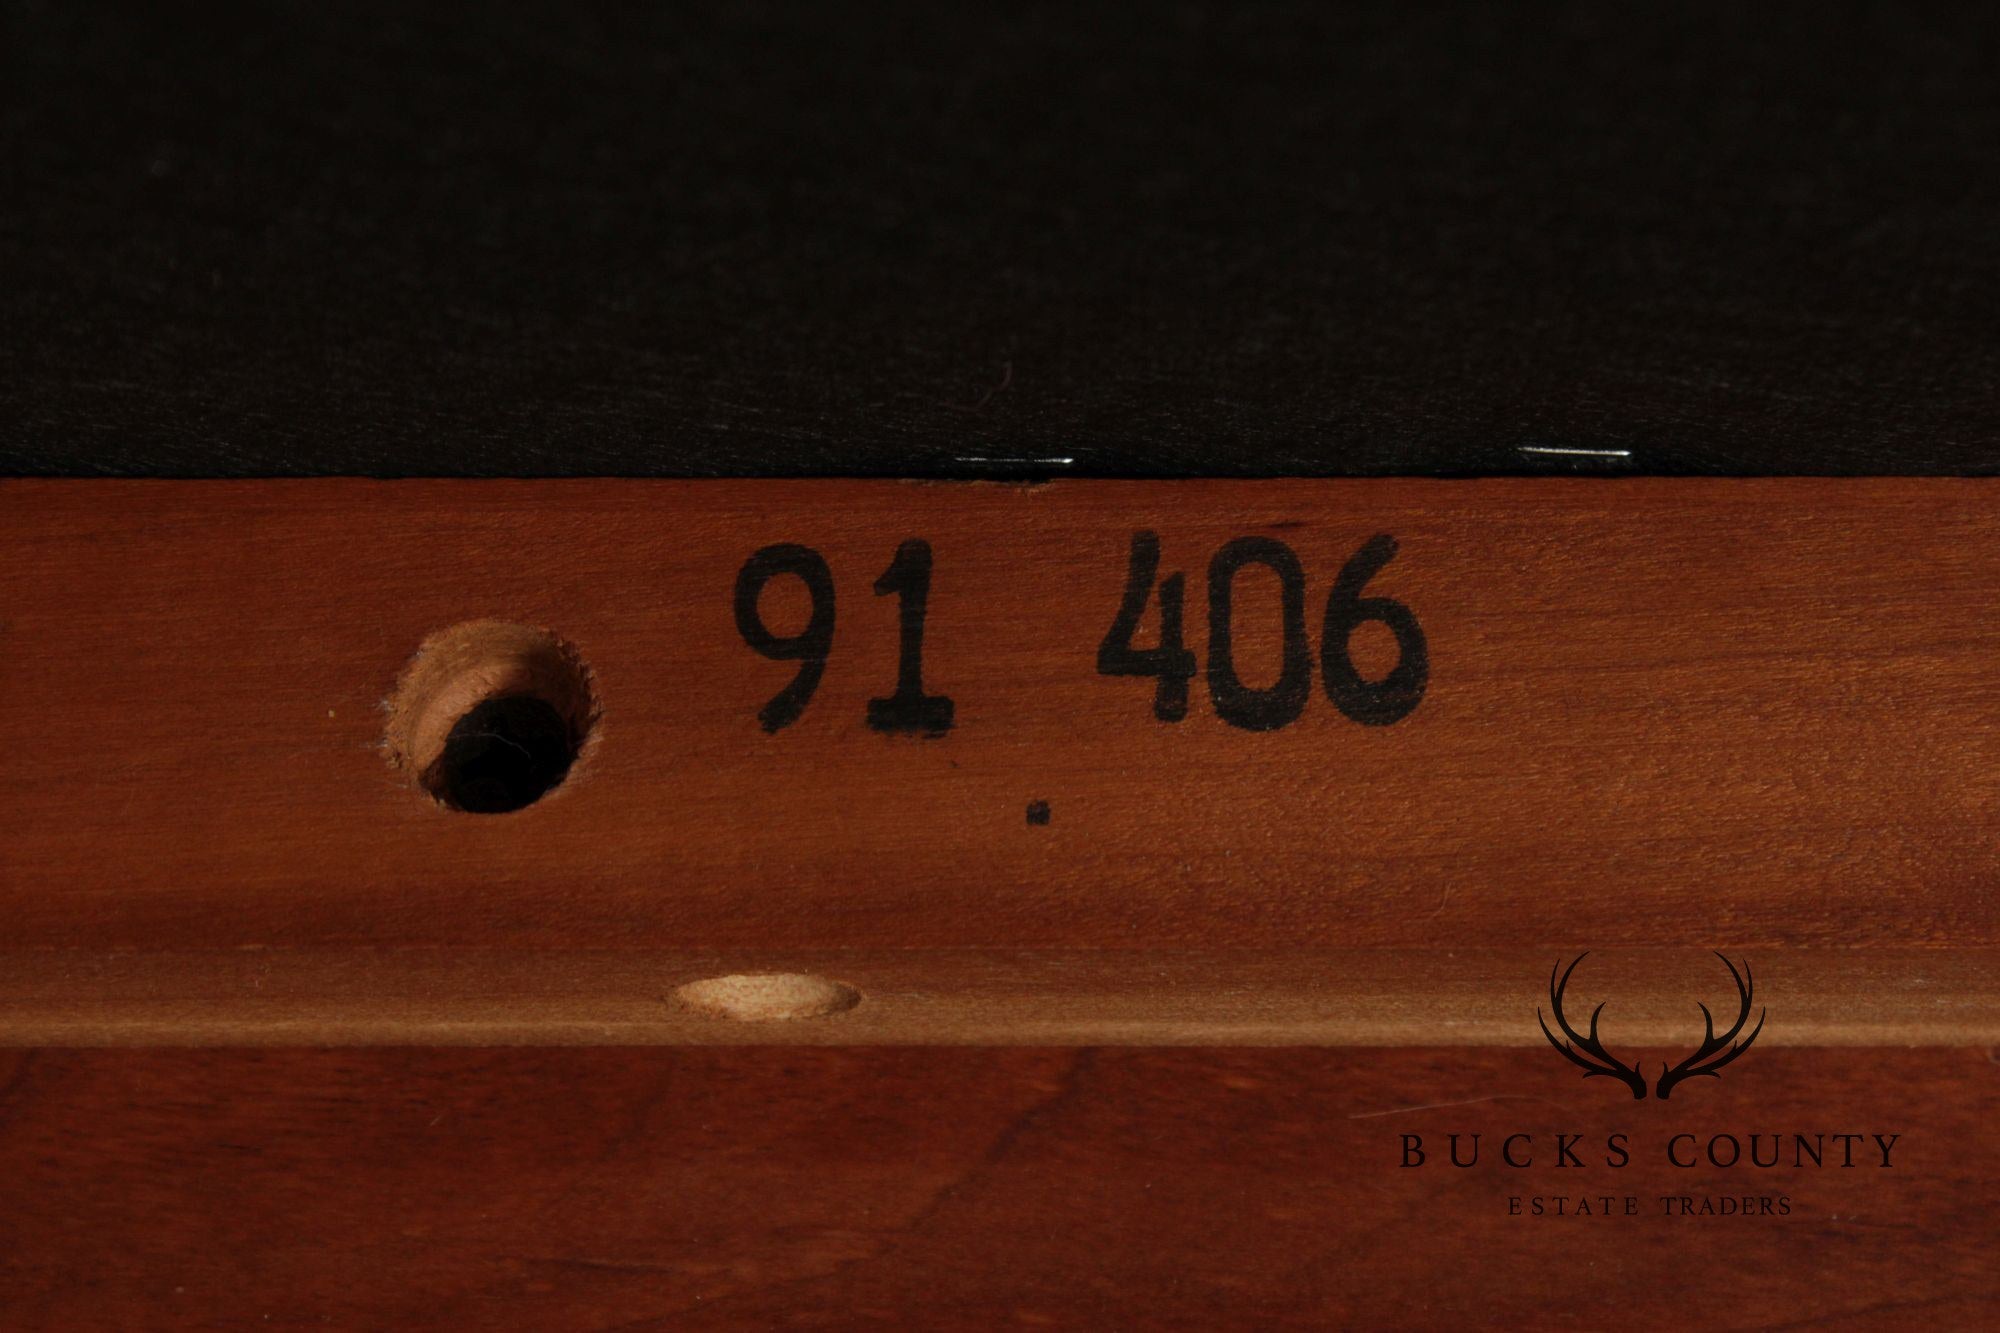 91 406
BUCKS COUNTY
ESTATE TRADERS